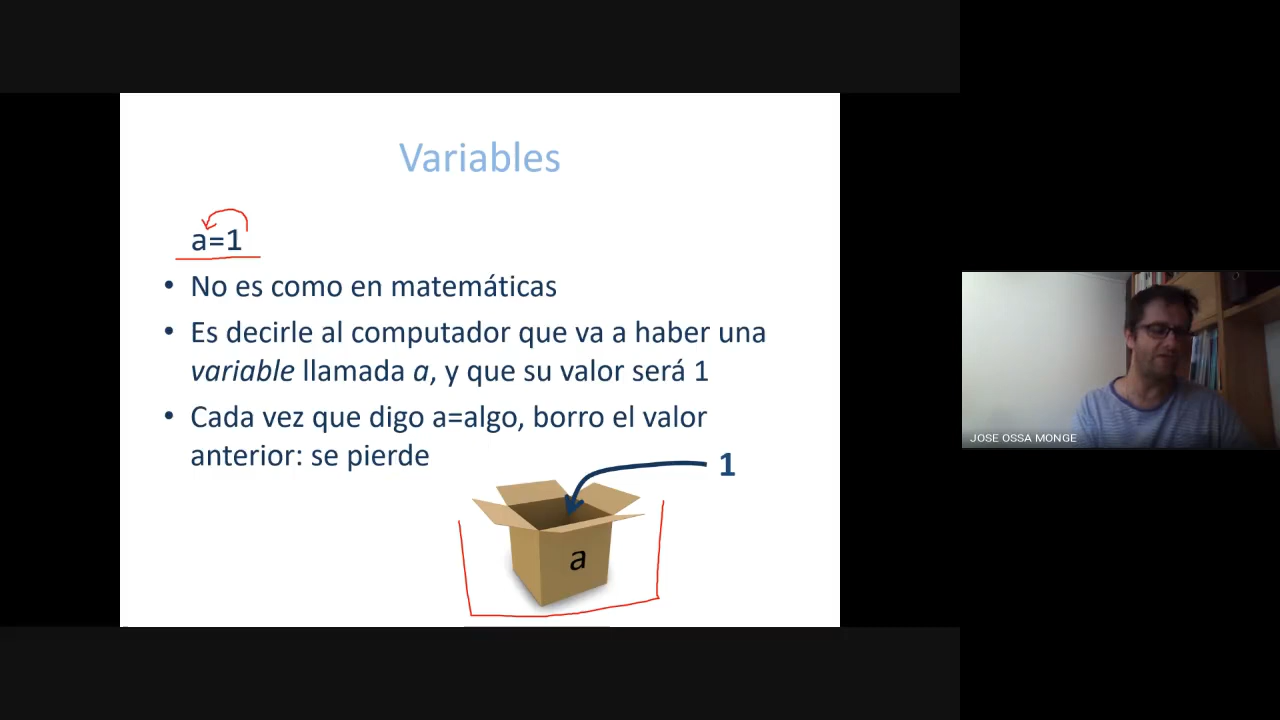 Variables
a=1
• No es como en matemáticas
• Es decirle al computador que va a haber una
variable llamada a, y que su valor será 1
• Cada vez que digo a=algo, borro el valor
anterior: se pierde
1
a
JOSE OSSA MONGE